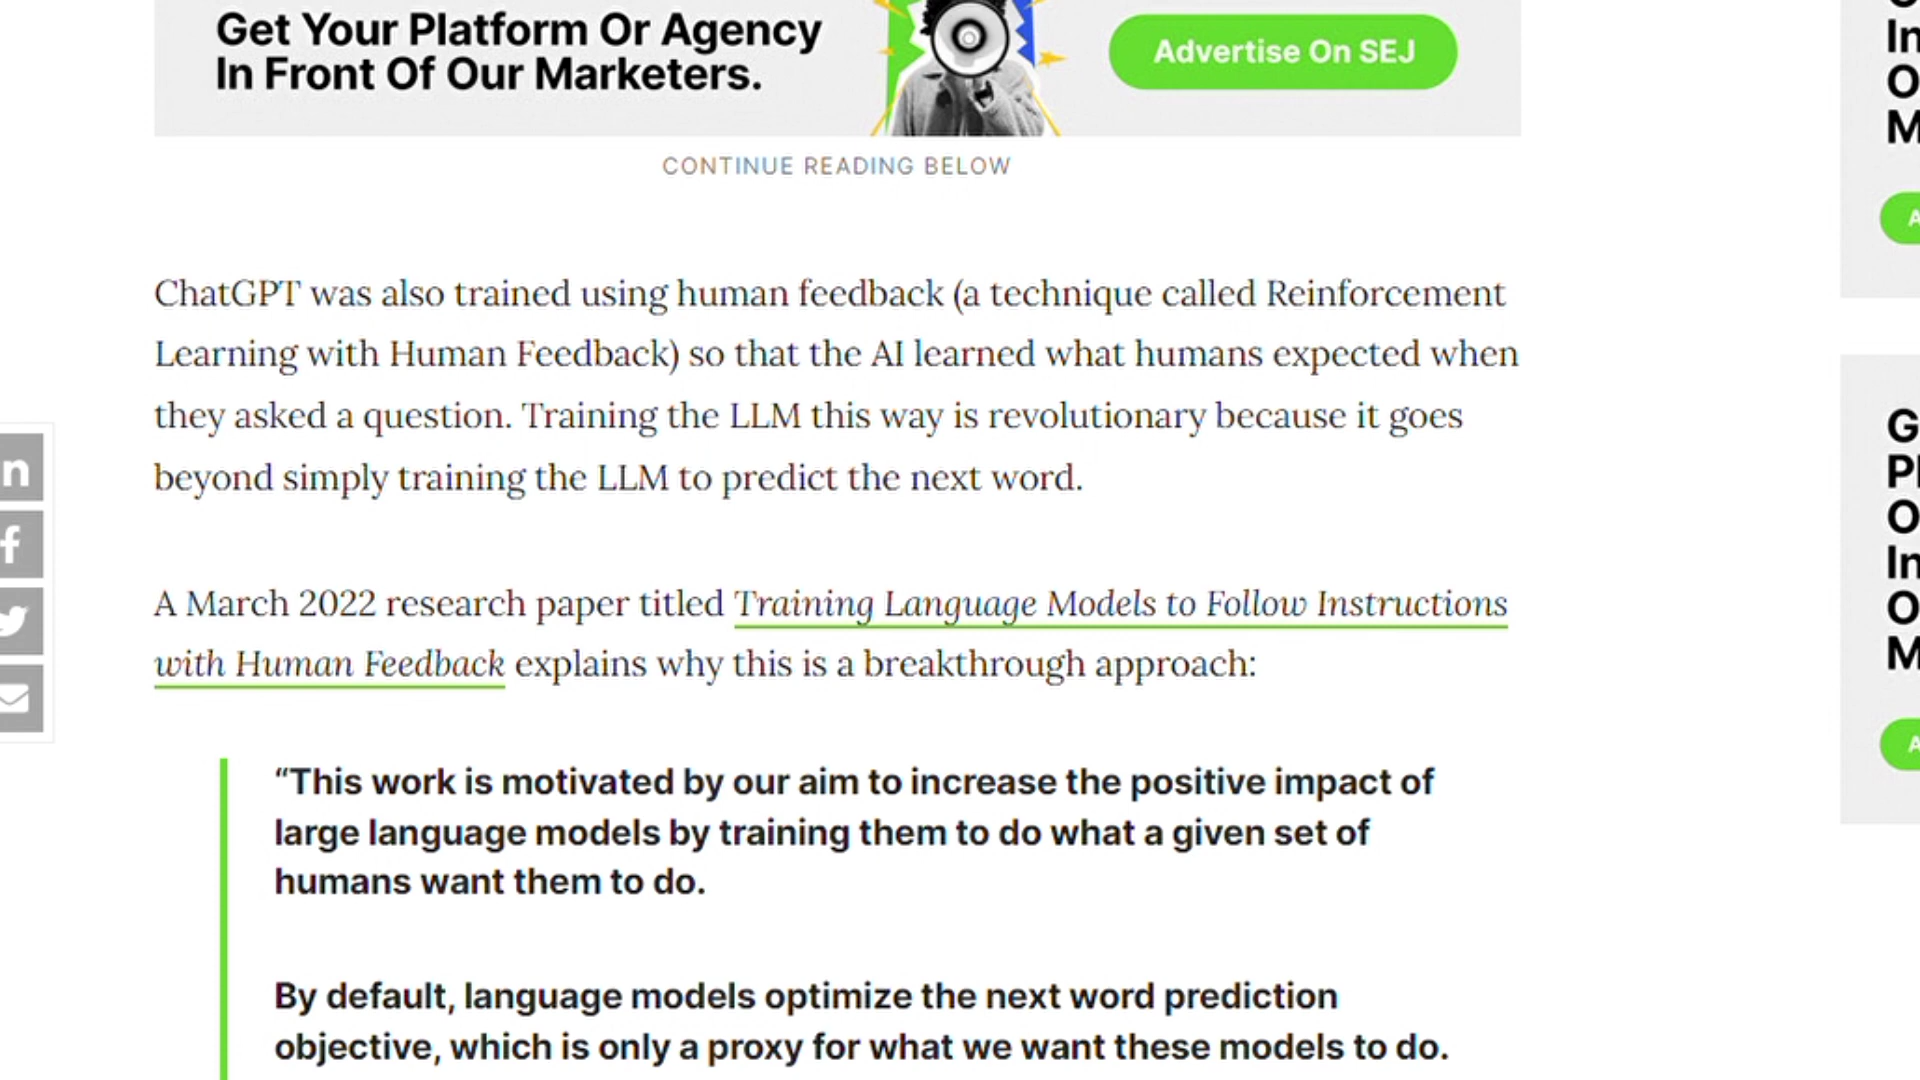 Get Your Platform Or Agency
In Front Of Our Marketers.
Advertise On SEJ
CONTINUE READING BELOW
ChatGPT was also trained using human feedback (a technique called Reinforcement
Learning with Human Feedback) so that the AI learned what humans expected when
they asked a question. Training the LLM this way is revolutionary because it goes
beyond simply training the LLM to predict the next word.
A March 2022 research paper titled Training Language Models to Follow Instructions
with Human Feedback explains why this is a breakthrough approach:
“This work is motivated by our aim to increase the positive impact of
large language models by training them to do what a given set of
humans want them to do.
By default, language models optimize the next word prediction
objective, which is only a proxy for what we want these models to do.